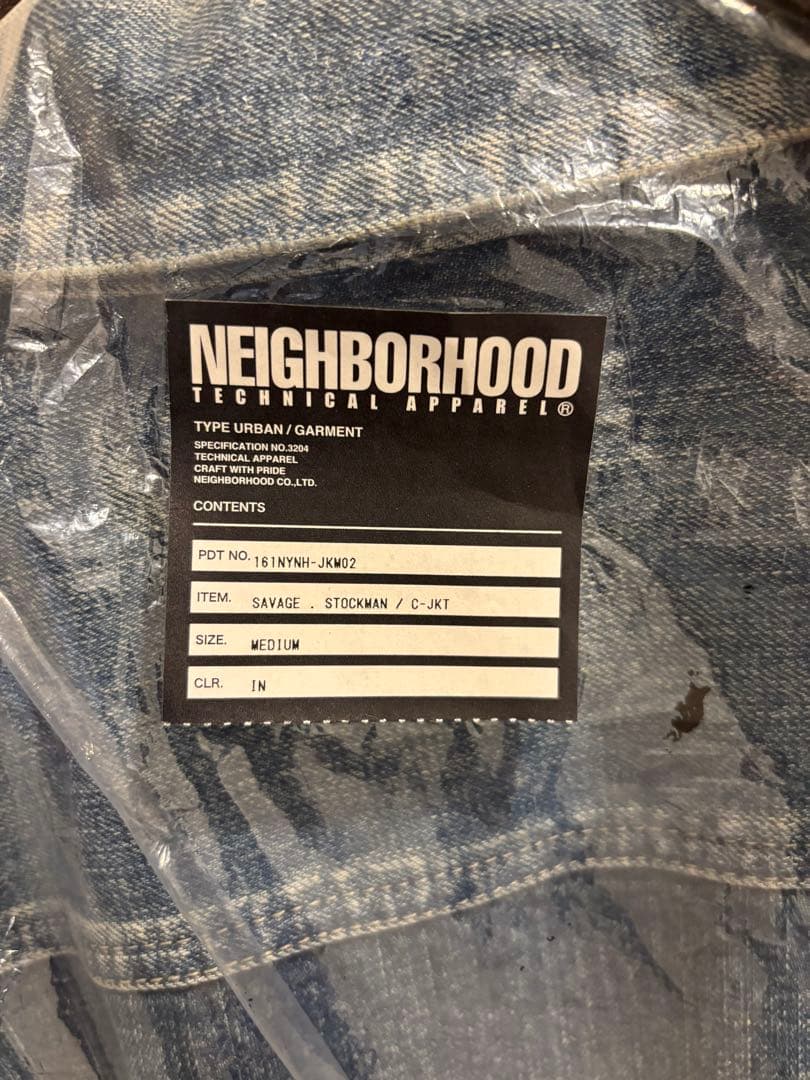 NEIGHBORHOOD
TECHNICAL APPAREL®
TYPE URBAN / GARMENT
SPECIFICATION NO.3204
TECHNICAL APPAREL
CRAFT WITH PRIDE
NEIGHBORHOOD CO.,LTD.
CONTENTS
PDT NO. 161NYNH-JKM02
ITEM. SAVAGE . STOCKMAN / C-JKT
SIZE. MEDIUM
CLR. IN